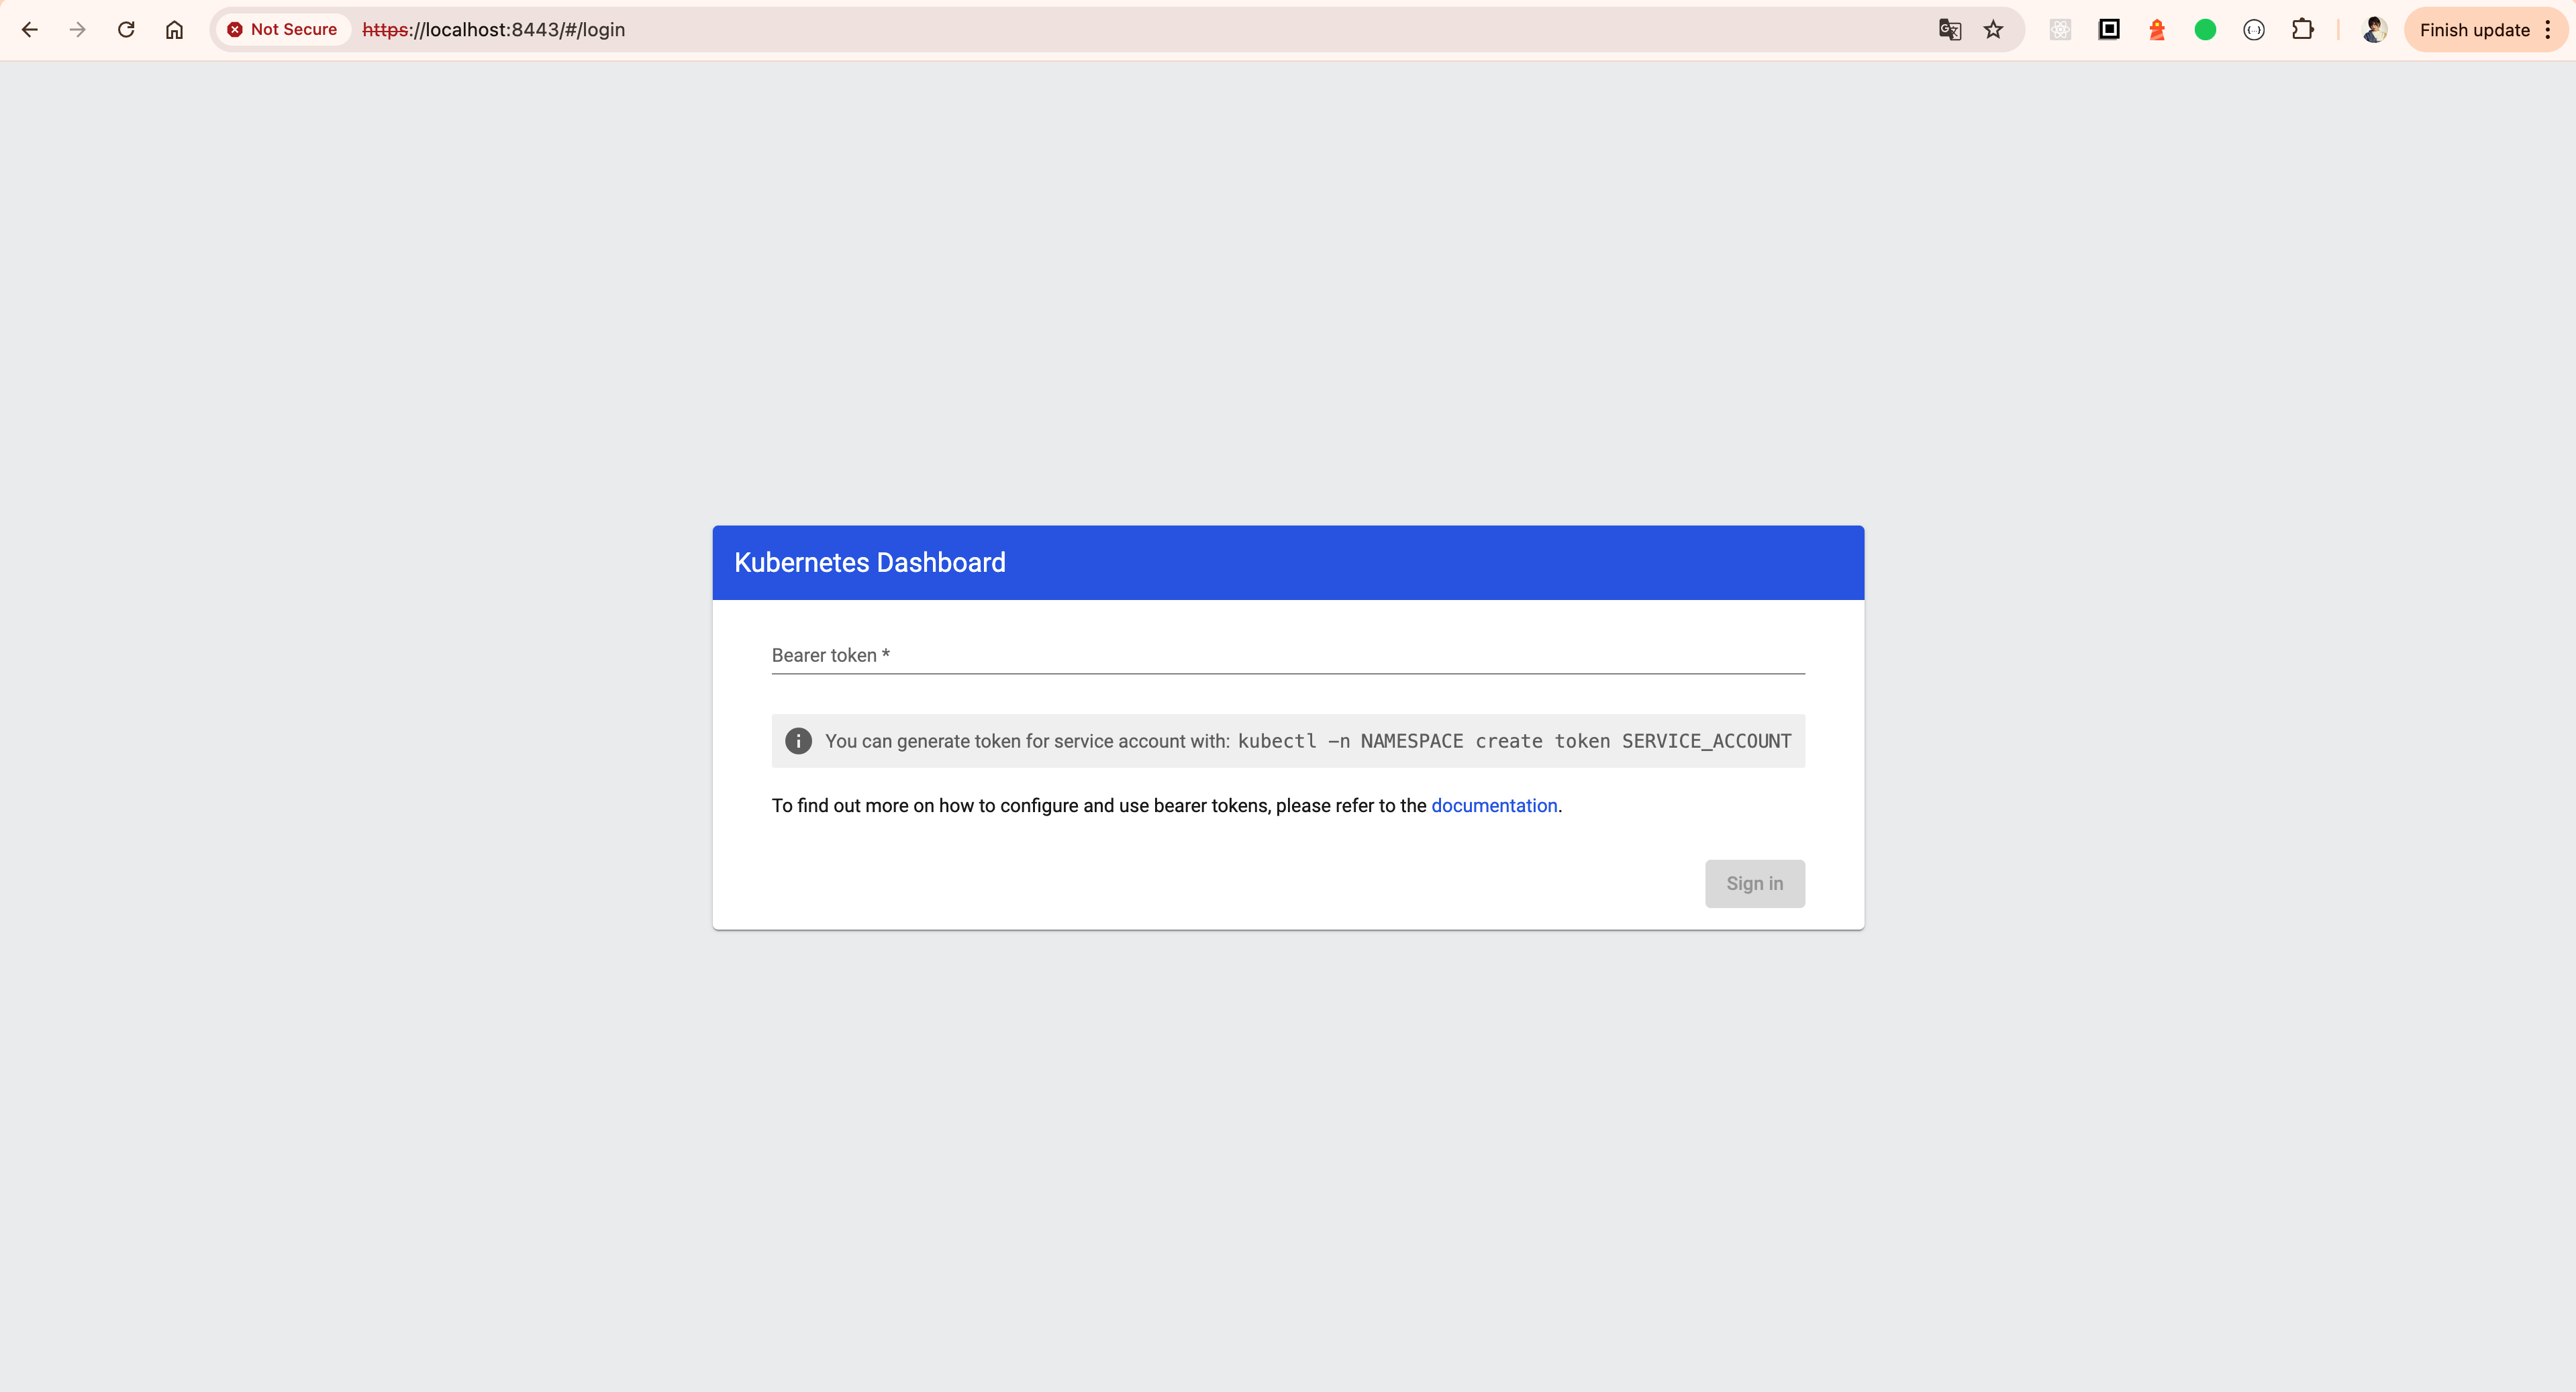 Not Secure https://localhost:8443/#/login Finish update
Kubernetes Dashboard
Bearer token *
You can generate token for service account with: kubectl -n NAMESPACE create token SERVICE_ACCOUNT
To find out more on how to configure and use bearer tokens, please refer to the documentation.
Sign in